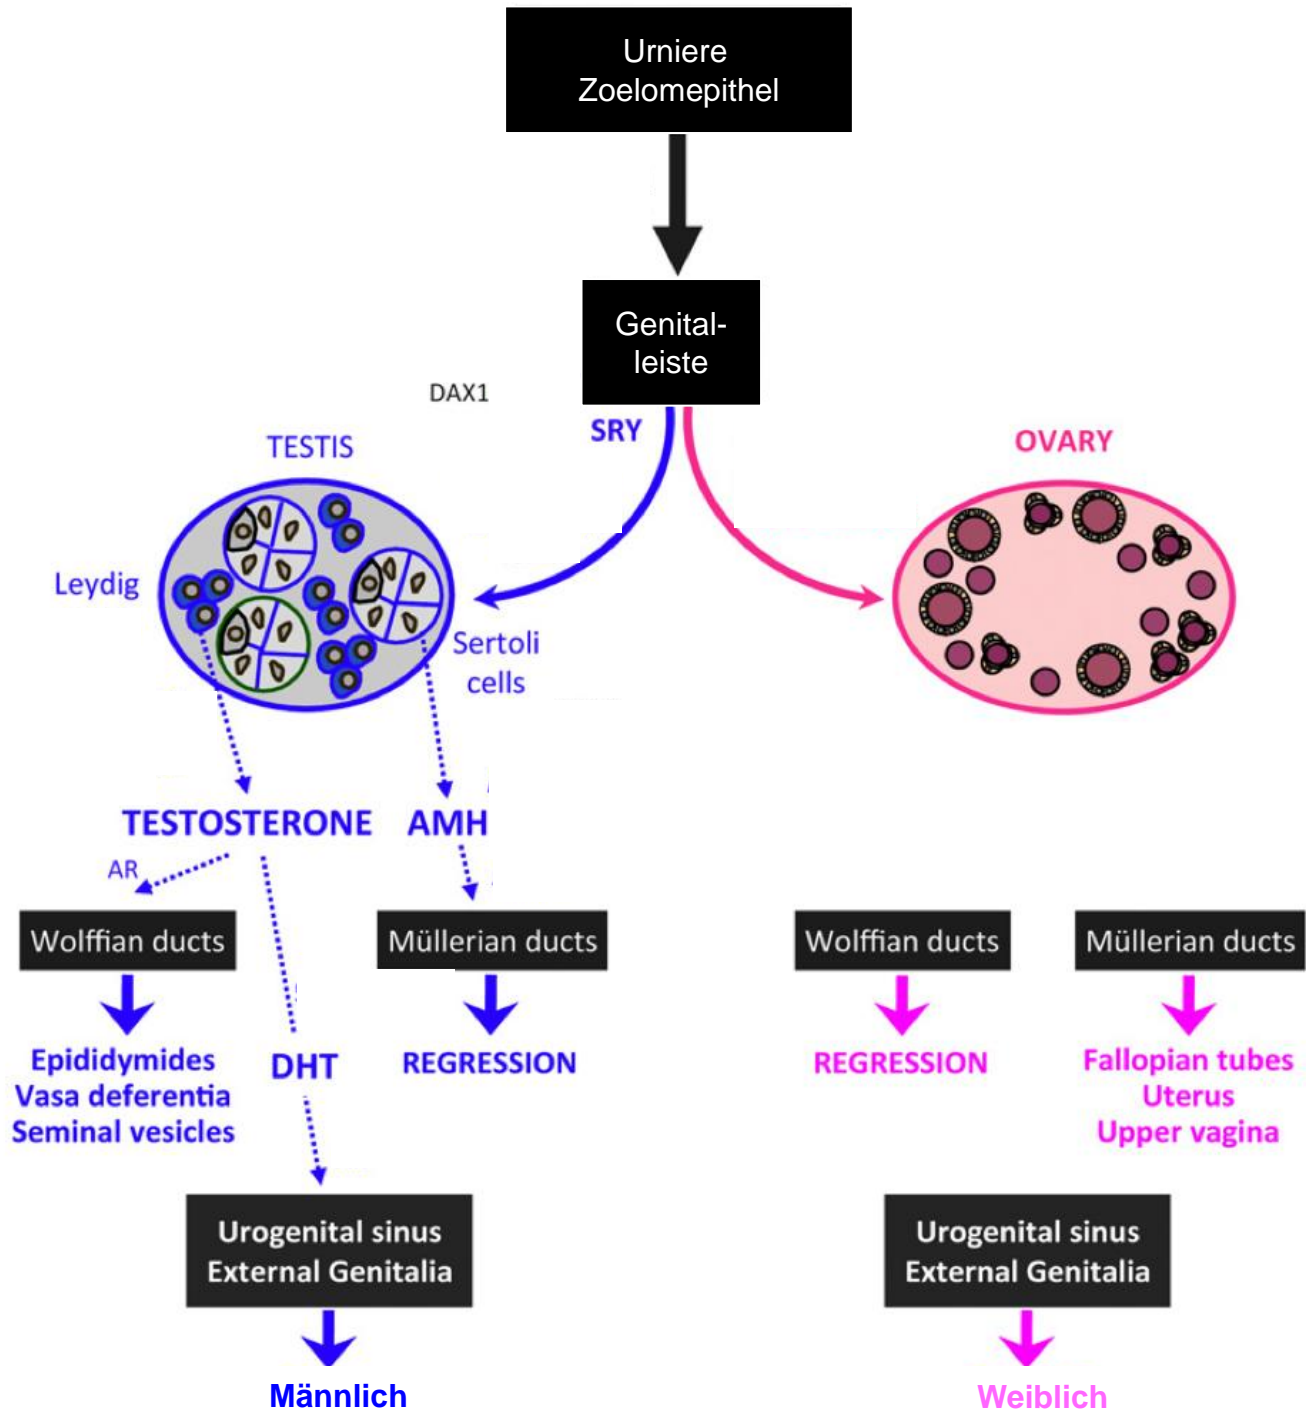 Urniere
Zoelomepithel
Genital-
leiste
DAX1
SRY
TESTIS
OVARY
Leydig
Sertoli
cells
TESTOSTERONE
AMH
AR
Wolffian ducts
Müllerian ducts
Wolffian ducts
Müllerian ducts
Epididymides
Vasa deferentia
Seminal vesicles
DHT
REGRESSION
REGRESSION
Fallopian tubes
Uterus
Upper vagina
Urogenital sinus
External Genitalia
Urogenital sinus
External Genitalia
Männlich
Weiblich